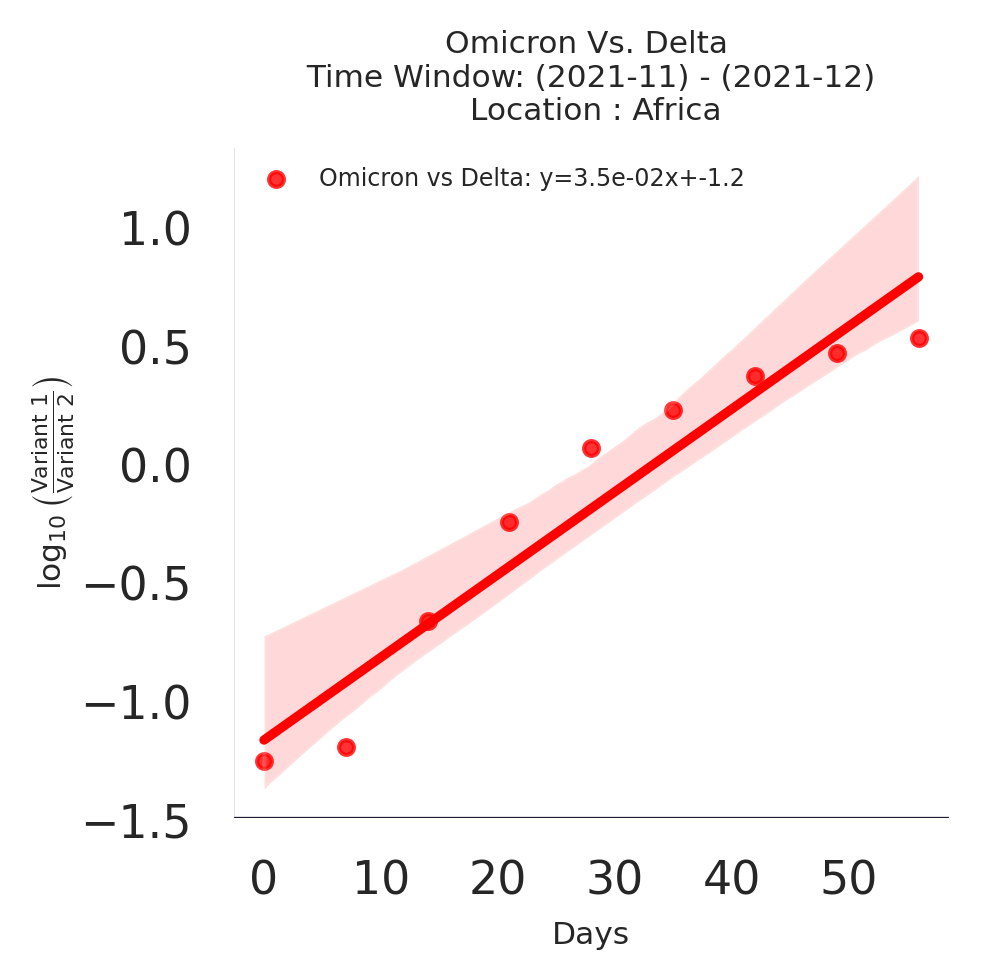 Omicron Vs. Delta
Time Window: (2021-11) - (2021-12)
Location : Africa
Omicron vs Delta: y=3.5e-02x+-1.2
1.0
0.5
0.0
−0.5
−1.0
−1.5
log10 (Variant 1 / Variant 2)
0 10 20 30 40 50
Days